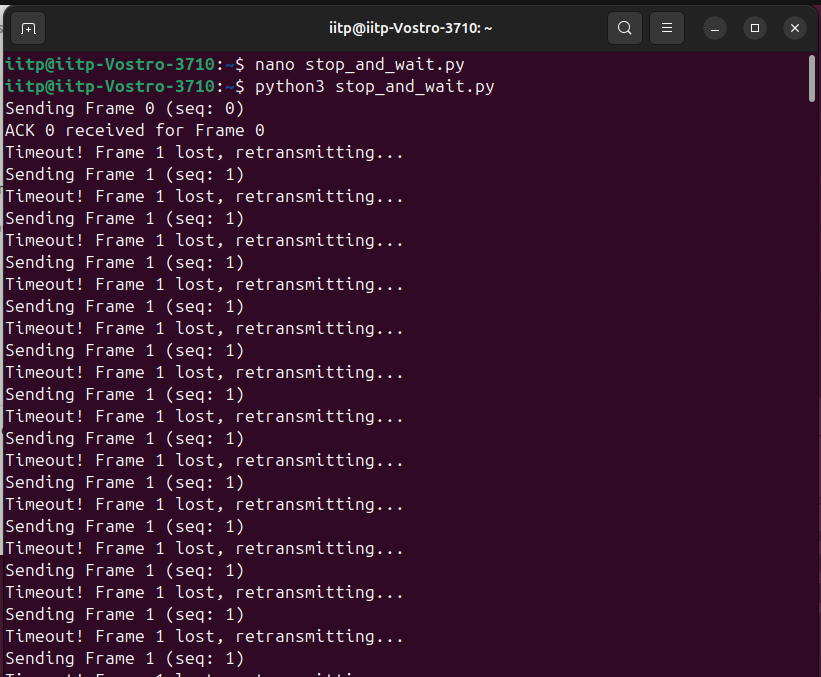 iitp@iitp-Vostro-3710: ~
iitp@iitp-Vostro-3710:~$ nano stop_and_wait.py
iitp@iitp-Vostro-3710:~$ python3 stop_and_wait.py
Sending Frame 0 (seq: 0)
ACK 0 received for Frame 0
Timeout! Frame 1 lost, retransmitting...
Sending Frame 1 (seq: 1)
Timeout! Frame 1 lost, retransmitting...
Sending Frame 1 (seq: 1)
Timeout! Frame 1 lost, retransmitting...
Sending Frame 1 (seq: 1)
Timeout! Frame 1 lost, retransmitting...
Sending Frame 1 (seq: 1)
Timeout! Frame 1 lost, retransmitting...
Sending Frame 1 (seq: 1)
Timeout! Frame 1 lost, retransmitting...
Sending Frame 1 (seq: 1)
Timeout! Frame 1 lost, retransmitting...
Sending Frame 1 (seq: 1)
Timeout! Frame 1 lost, retransmitting...
Sending Frame 1 (seq: 1)
Timeout! Frame 1 lost, retransmitting...
Sending Frame 1 (seq: 1)
Timeout! Frame 1 lost, retransmitting...
Sending Frame 1 (seq: 1)
Timeout! Frame 1 lost, retransmitting...
Sending Frame 1 (seq: 1)
Timeout! Frame 1 lost, retransmitting...
Sending Frame 1 (seq: 1)